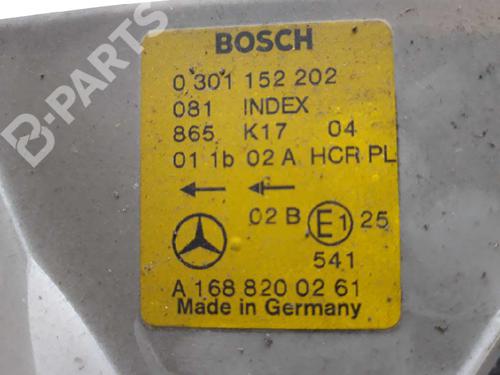 B-PARTS
BOSCH
0 301 152 202
081 INDEX
865 K17 04
01 1b 02 A HCR PL
02 B E1 25
541
A 168 820 02 61
Made in Germany